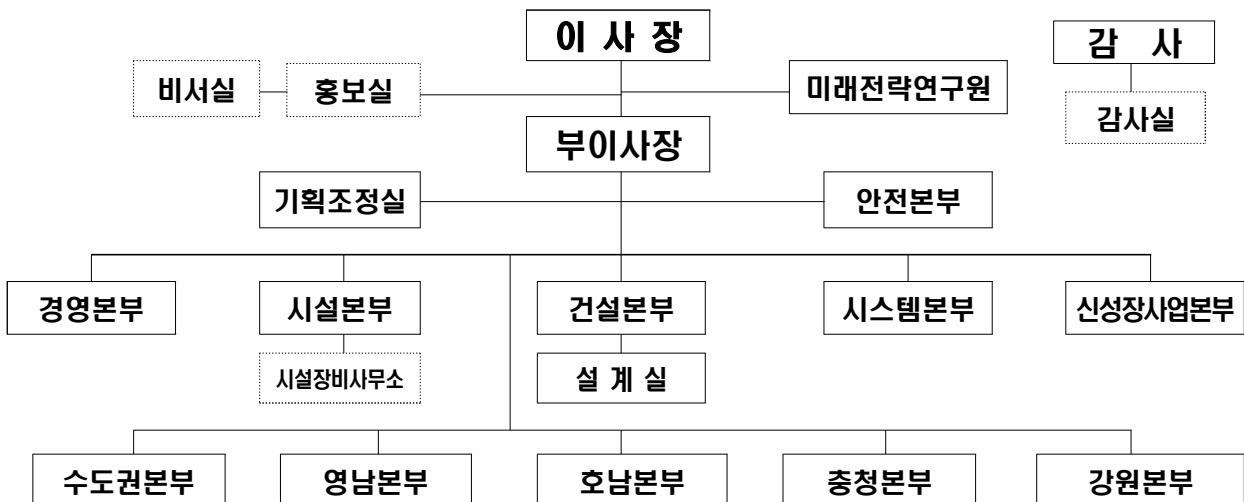 이 사 장
감 사
비서실
홍보실
미래전략연구원
감사실
부이사장
기획조정실
안전본부
경영본부
시설본부
건설본부
시스템본부
신성장사업본부
시설장비사무소
설 계 실
수도권본부
영남본부
호남본부
충청본부
강원본부